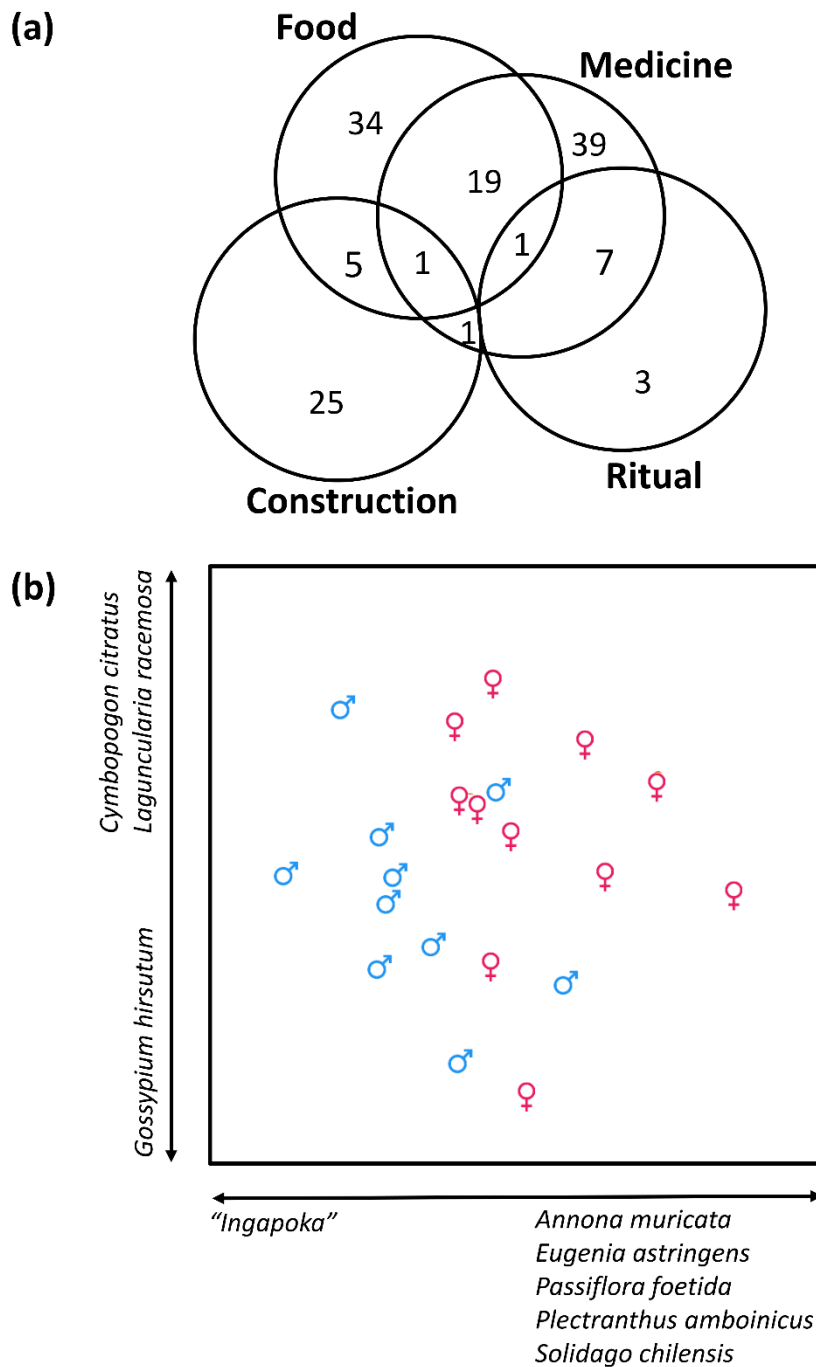 (a)
Food
Medicine
34
39
19
5
1
1
7
1
25
3
Construction
Ritual
(b)
Cymbopogon citratus
Laguncularia racemosa
Gossypium hirsutum
“Ingapoka”
Annona muricata
Eugenia astringens
Passiflora foetida
Plectranthus amboinicus
Solidago chilensis